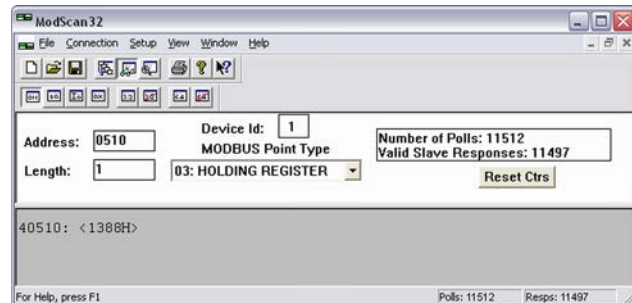 ModScan32
File Connection Setup View Window Help
Address: 0510
Device Id: 1
MODBUS Point Type
Length: 1
03: HOLDING REGISTER
Number of Polls: 11512
Valid Slave Responses: 11497
Reset Ctrs
40510: <1388H>
For Help, press F1
Polls: 11512
Resps: 11497